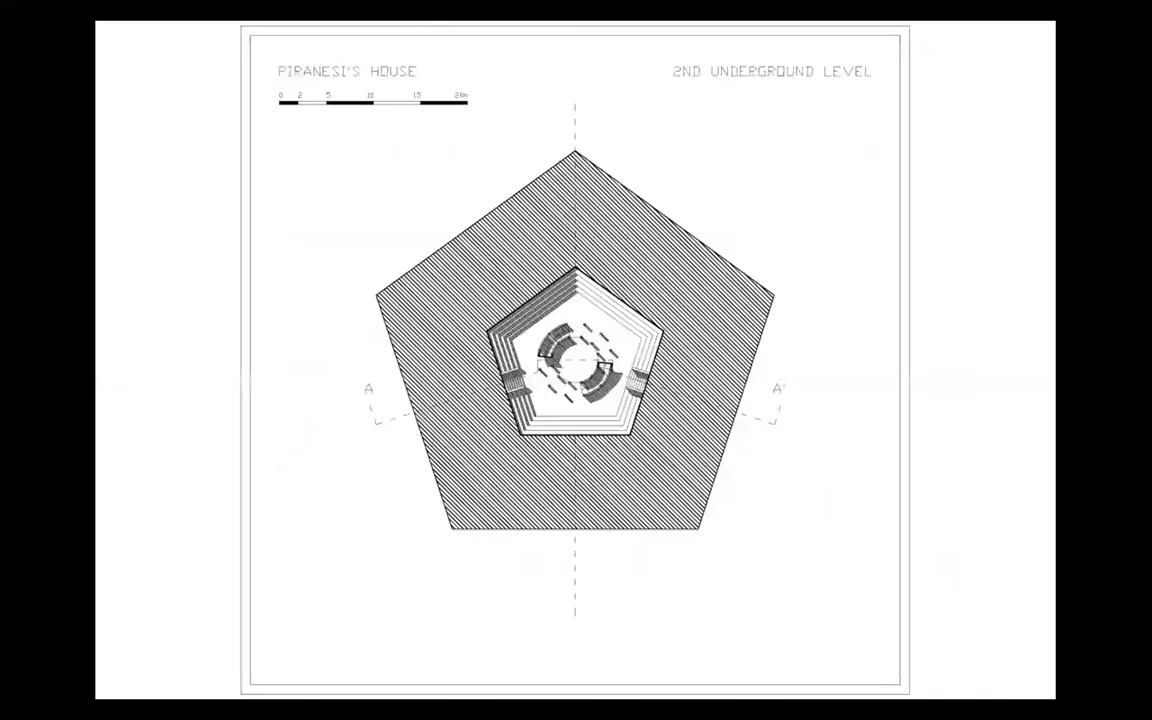 PIRANESI'S HOUSE
2ND UNDERGROUND LEVEL
0 2 5 10 15 20m
A
A'